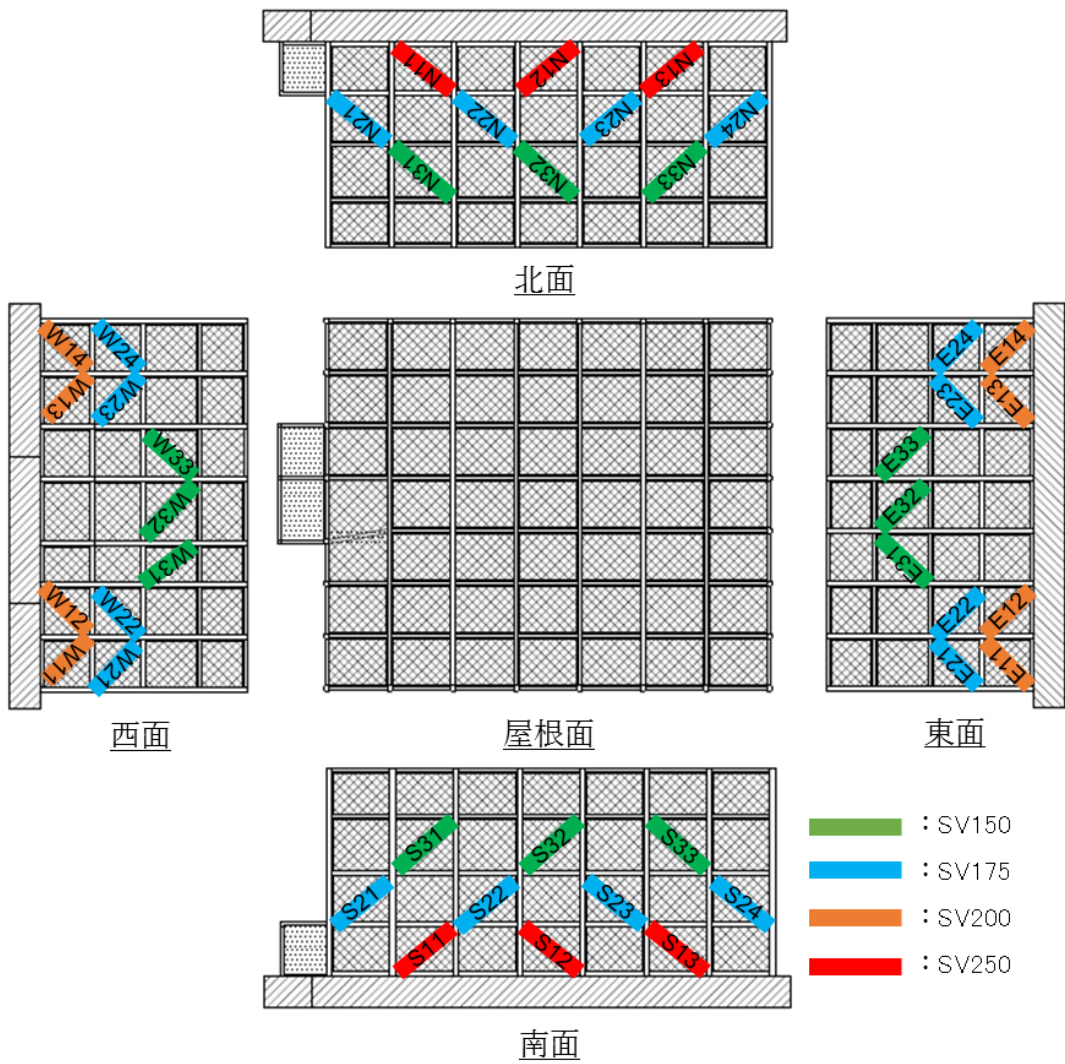 N11
N12
N13
N21
N22
N23
N24
N31
N32
N33
北面
W14
W24
W13
W23
W33
W32
W31
W12
W22
W11
W21
西面
屋根面
E24
E14
E23
E13
E33
E32
E31
E22
E12
E21
E11
東面
S31
S32
S33
S21
S22
S23
S24
S11
S12
S13
南面
:SV150
:SV175
:SV200
:SV250